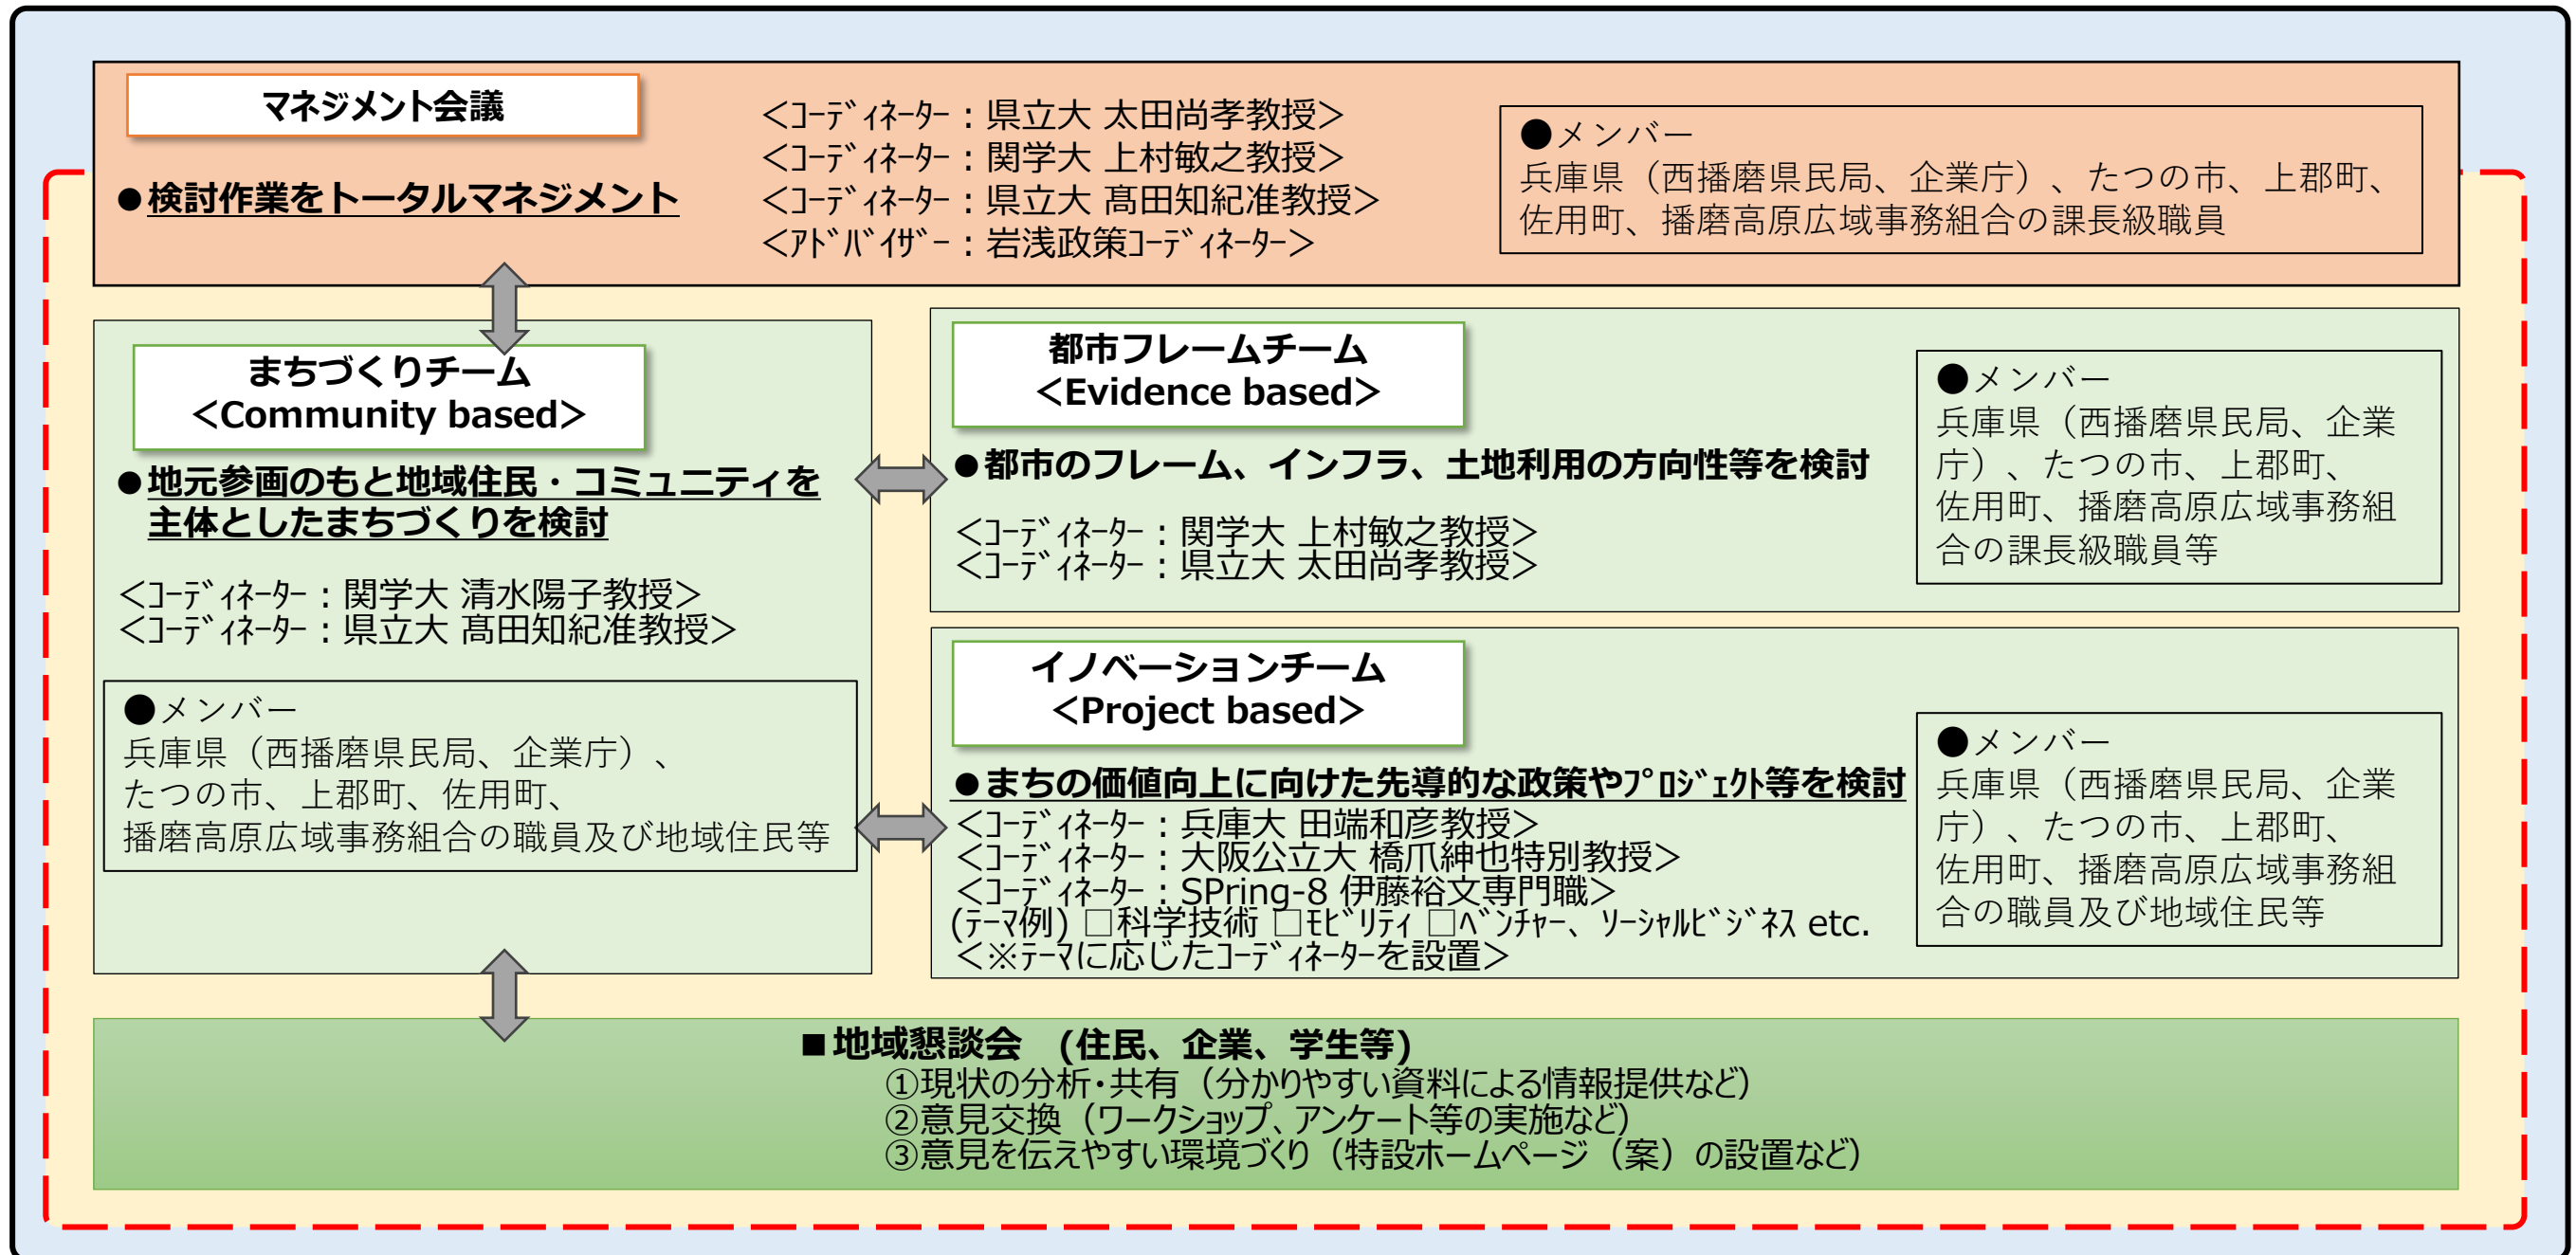 マネジメント会議
●検討作業をトータルマネジメント
<ｺｰﾃﾞｨﾈｰﾀｰ：県立大 太田尚孝教授>
<ｺｰﾃﾞｨﾈｰﾀｰ：関学大 上村敏之教授>
<ｺｰﾃﾞｨﾈｰﾀｰ：県立大 髙田知紀准教授>
<ｱﾄﾞﾊﾞｲｻﾞｰ：岩浅政策ｺｰﾃﾞｨﾈｰﾀｰ>
●メンバー
兵庫県（西播磨県民局、企業庁）、たつの市、上郡町、
佐用町、播磨高原広域事務組合の課長級職員
まちづくりチーム
<Community based>
●地元参画のもと地域住民・コミュニティを
主体としたまちづくりを検討
<ｺｰﾃﾞｨﾈｰﾀｰ：関学大 清水陽子教授>
<ｺｰﾃﾞｨﾈｰﾀｰ：県立大 髙田知紀准教授>
●メンバー
兵庫県（西播磨県民局、企業庁）、
たつの市、上郡町、佐用町、
播磨高原広域事務組合の職員及び地域住民等
都市フレームチーム
<Evidence based>
●都市のフレーム、インフラ、土地利用の方向性等を検討
<ｺｰﾃﾞｨﾈｰﾀｰ：関学大 上村敏之教授>
<ｺｰﾃﾞｨﾈｰﾀｰ：県立大 太田尚孝教授>
●メンバー
兵庫県（西播磨県民局、企業
庁）、たつの市、上郡町、
佐用町、播磨高原広域事務組
合の課長級職員等
イノベーションチーム
<Project based>
●まちの価値向上に向けた先導的な政策やﾌﾟﾛｼﾞｪｸﾄ等を検討
<ｺｰﾃﾞｨﾈｰﾀｰ：兵庫大 田端和彦教授>
<ｺｰﾃﾞｨﾈｰﾀｰ：大阪公立大 橋爪紳也特別教授>
<ｺｰﾃﾞｨﾈｰﾀｰ：SPring-8 伊藤裕文専門職>
(ﾃｰﾏ例) □科学技術 □ﾓﾋﾞﾘﾃｨ □ﾍﾞﾝﾁｬｰ、ｿｰｼｬﾙﾋﾞｼﾞﾈｽ etc.
<※ﾃｰﾏに応じたｺｰﾃﾞｨﾈｰﾀｰを設置>
●メンバー
兵庫県（西播磨県民局、企業
庁）、たつの市、上郡町、
佐用町、播磨高原広域事務組
合の職員及び地域住民等
■地域懇談会　(住民、企業、学生等)
①現状の分析・共有（分かりやすい資料による情報提供など）
②意見交換（ワークショップ、アンケート等の実施など）
③意見を伝えやすい環境づくり（特設ホームページ（案）の設置など）